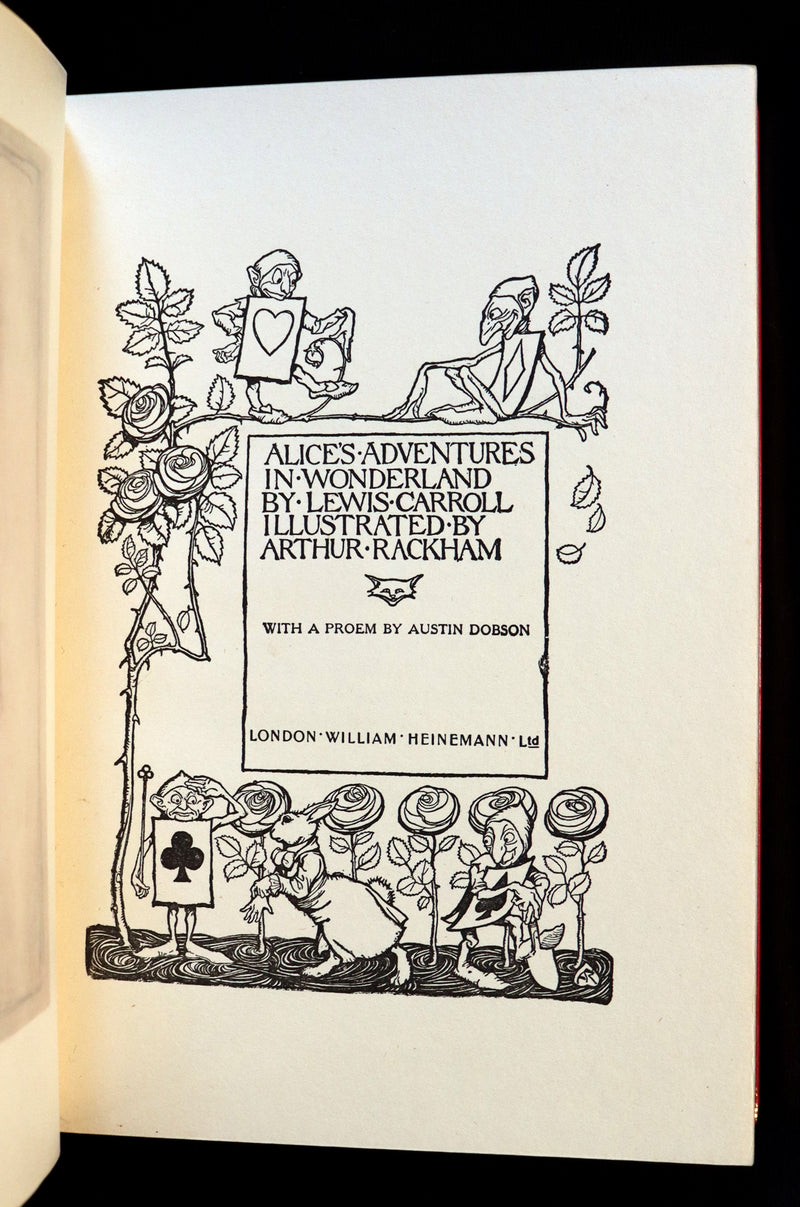 ALICE'S·ADVENTURES
IN·WONDERLAND
BY·LEWIS·CARROLL
ILLUSTRATED·BY
ARTHUR·RACKHAM
WITH A PROEM BY AUSTIN DOBSON
LONDON·WILLIAM·HEINEMANN·Ltd